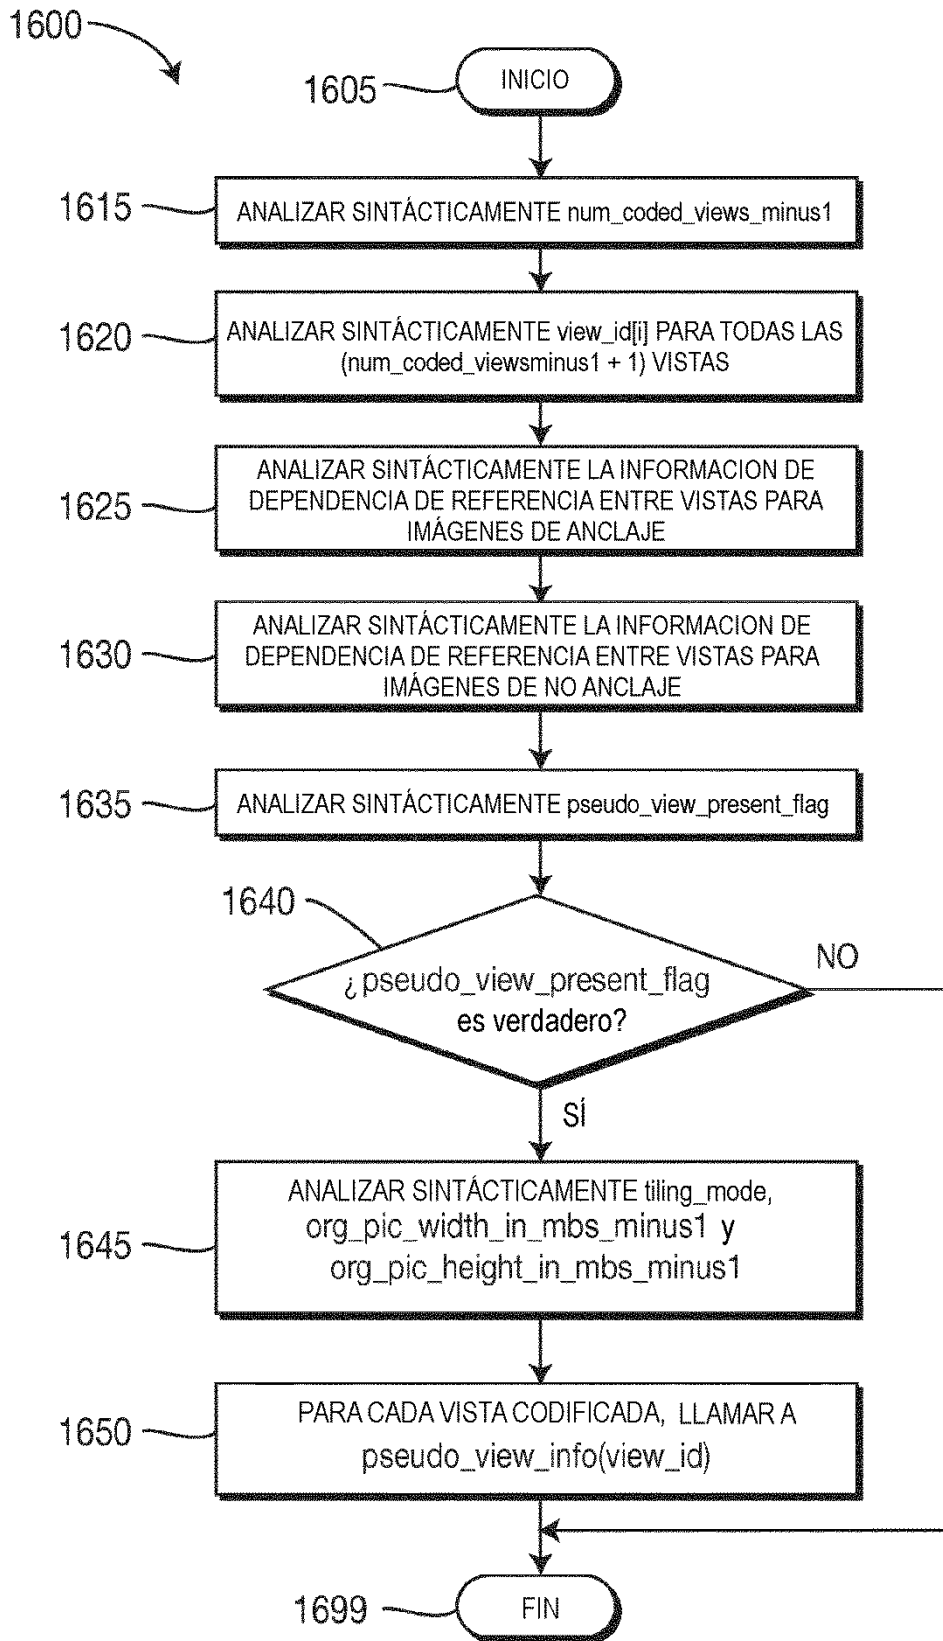 1600
1605
INICIO
1615
ANALIZAR SINTÁCTICAMENTE num_coded_views_minus1
1620
ANALIZAR SINTÁCTICAMENTE view_id[i] PARA TODAS LAS
(num_coded_viewsminus1 + 1) VISTAS
1625
ANALIZAR SINTÁCTICAMENTE LA INFORMACION DE
DEPENDENCIA DE REFERENCIA ENTRE VISTAS PARA
IMÁGENES DE ANCLAJE
1630
ANALIZAR SINTÁCTICAMENTE LA INFORMACION DE
DEPENDENCIA DE REFERENCIA ENTRE VISTAS PARA
IMÁGENES DE NO ANCLAJE
1635
ANALIZAR SINTÁCTICAMENTE pseudo_view_present_flag
1640
¿pseudo_view_present_flag
es verdadero?
NO
SÍ
1645
ANALIZAR SINTÁCTICAMENTE tiling_mode,
org_pic_width_in_mbs_minus1 y
org_pic_height_in_mbs_minus1
1650
PARA CADA VISTA CODIFICADA, LLAMAR A
pseudo_view_info(view_id)
1699
FIN